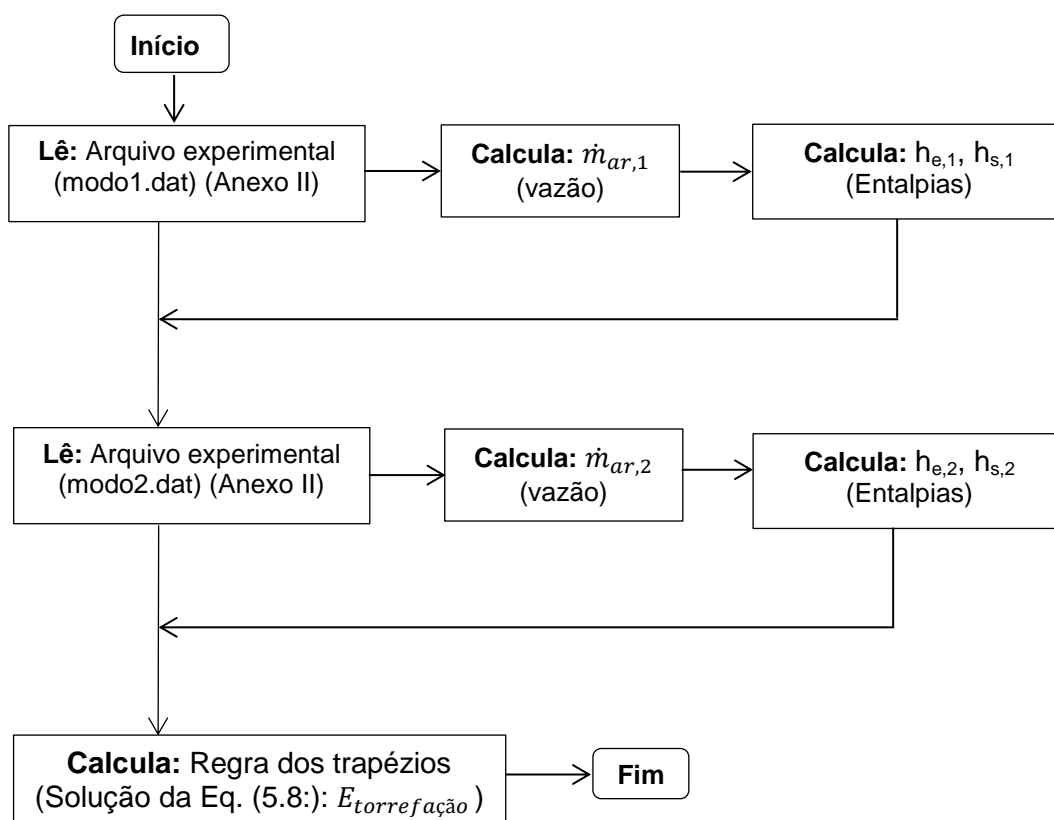 Início
Lê: Arquivo experimental
(modo1.dat) (Anexo II)
Calcula: ṁ_{ar,1}
(vazão)
Calcula: h_{e,1}, h_{s,1}
(Entalpias)
Lê: Arquivo experimental
(modo2.dat) (Anexo II)
Calcula: ṁ_{ar,2}
(vazão)
Calcula: h_{e,2}, h_{s,2}
(Entalpias)
Calcula: Regra dos trapézios
(Solução da Eq. (5.8:): E_{torrefação} )
Fim